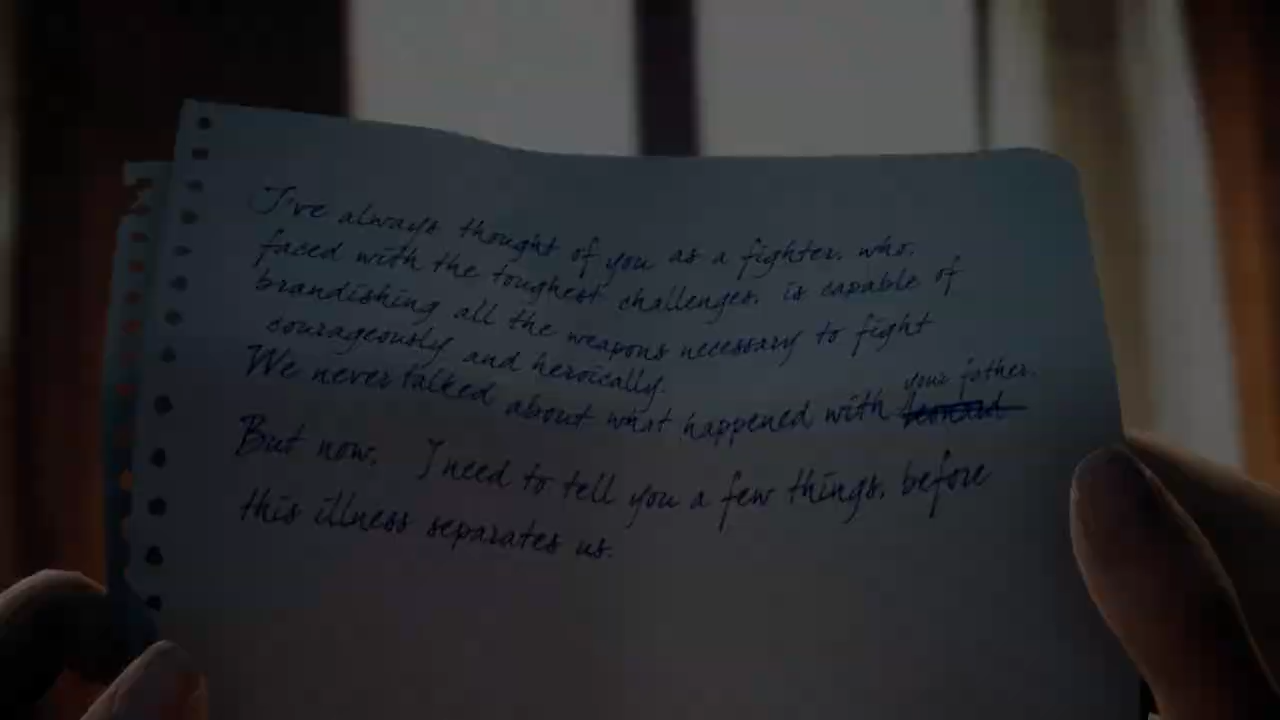 I've always thought of you as a fighter, who,
faced with the toughest challenges, is capable of
brandishing all the weapons necessary to fight
courageously and heroically.
We never talked about what happened with your father.
But now, I need to tell you a few things, before
this illness separates us.